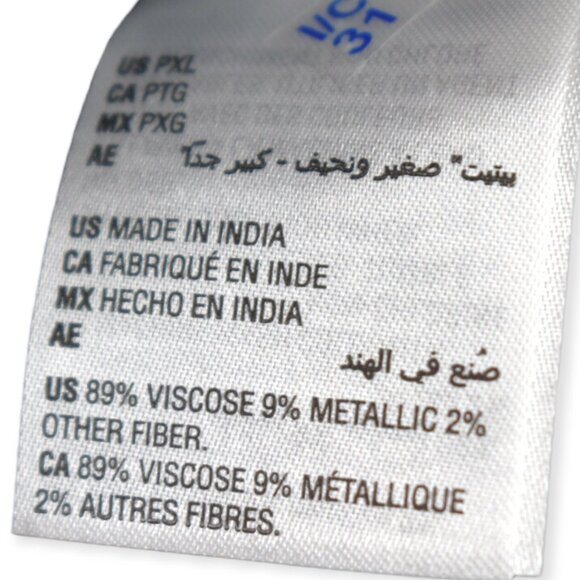 US PXL
CA PTG
MX PXG
AE بيتيت" صغير ونحيف - كبير جدًا"
US MADE IN INDIA
CA FABRIQUÉ EN INDE
MX HECHO EN INDIA
AE
صُنع في الهند
US 89% VISCOSE 9% METALLIC 2%
OTHER FIBER.
CA 89% VISCOSE 9% MÉTALLIQUE
2% AUTRES FIBRES.